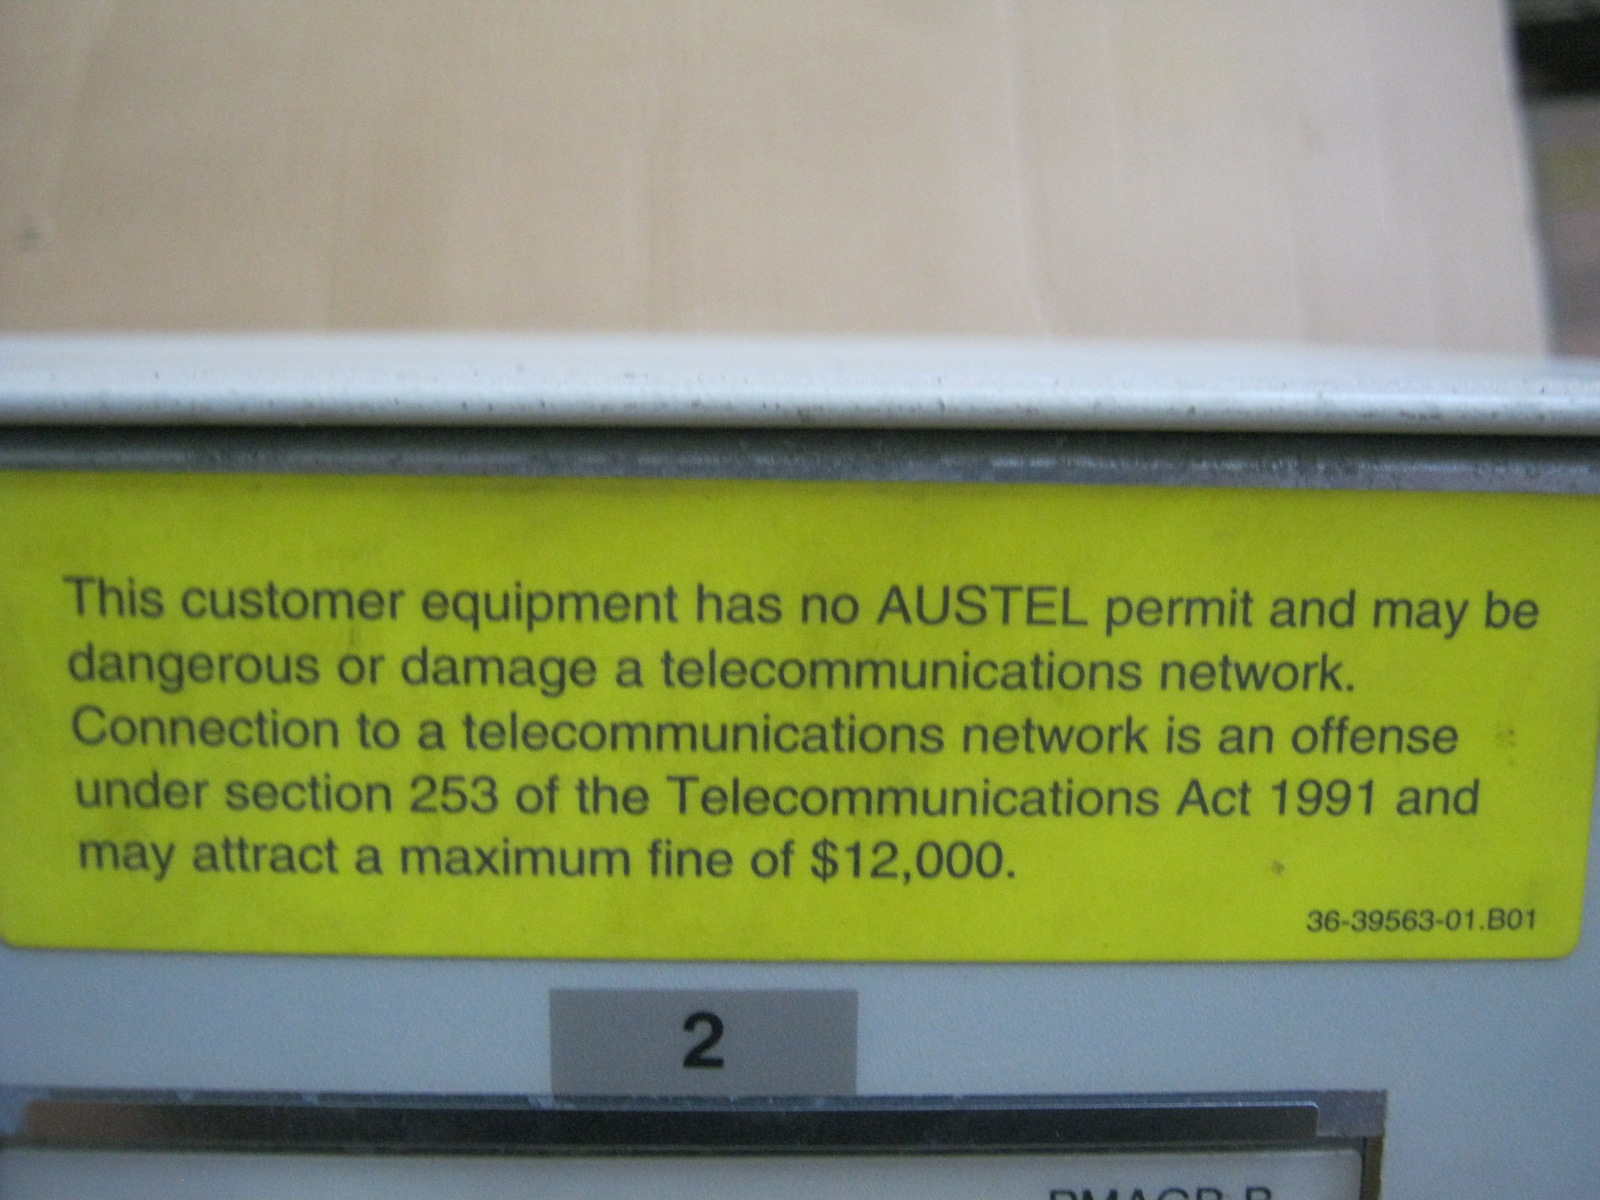 This customer equipment has no AUSTEL permit and may be
dangerous or damage a telecommunications network.
Connection to a telecommunications network is an offense
under section 253 of the Telecommunications Act 1991 and
may attract a maximum fine of $12,000.
36-39563-01.B01
2